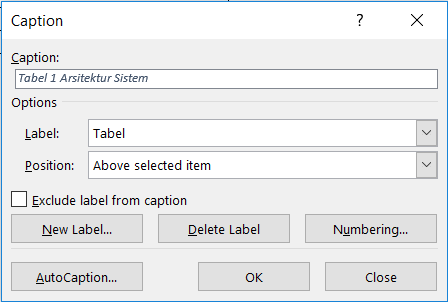 Caption
Caption:
Tabel 1 Arsitektur Sistem
Options
Label: Tabel
Position: Above selected item
Exclude label from caption
New Label... Delete Label Numbering...
AutoCaption... OK Close